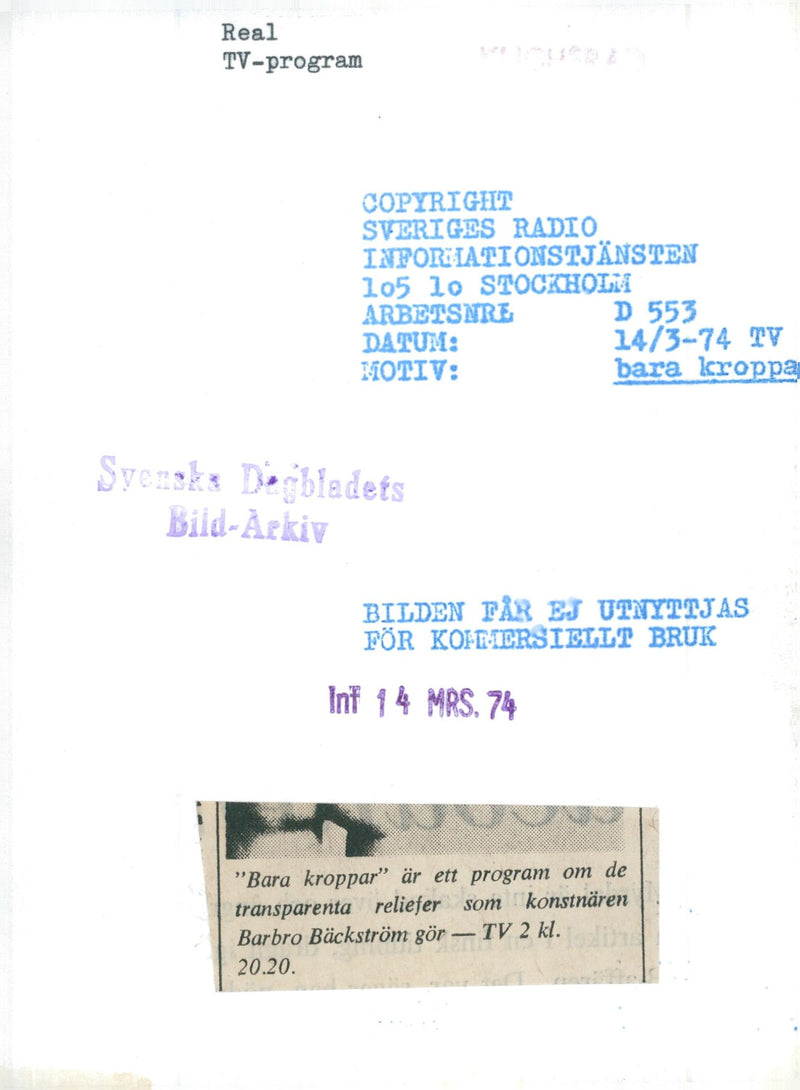 Real
TV-program
COPYRIGHT
SVERIGES RADIO
INFORMATIONSTJÄNSTEN
1o5 1o STOCKHOLM
ARBETSNR: D 553
DATUM: 14/3-74 TV
MOTIV: bara kroppa
Svenska Dagbladets
Bild-Arkiv
BILDEN FÅR EJ UTNYTTJAS
FÖR KOMMERSIELLT BRUK
Inf 14 MRS. 74
"Bara kroppar" är ett program om de
transparenta reliefer som konstnären
Barbro Bäckström gör — TV 2 kl.
20.20.